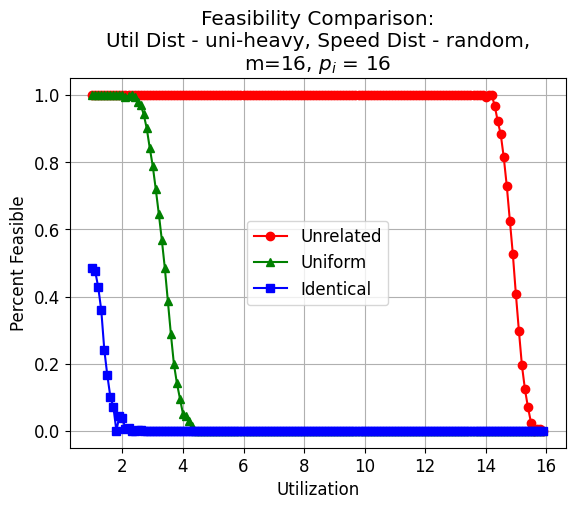 Feasibility Comparison:
Util Dist - uni-heavy, Speed Dist - random,
m=16, pᵢ = 16
Percent Feasible
1.0
0.8
0.6
0.4
0.2
0.0
Unrelated
Uniform
Identical
2 4 6 8 10 12 14 16
Utilization